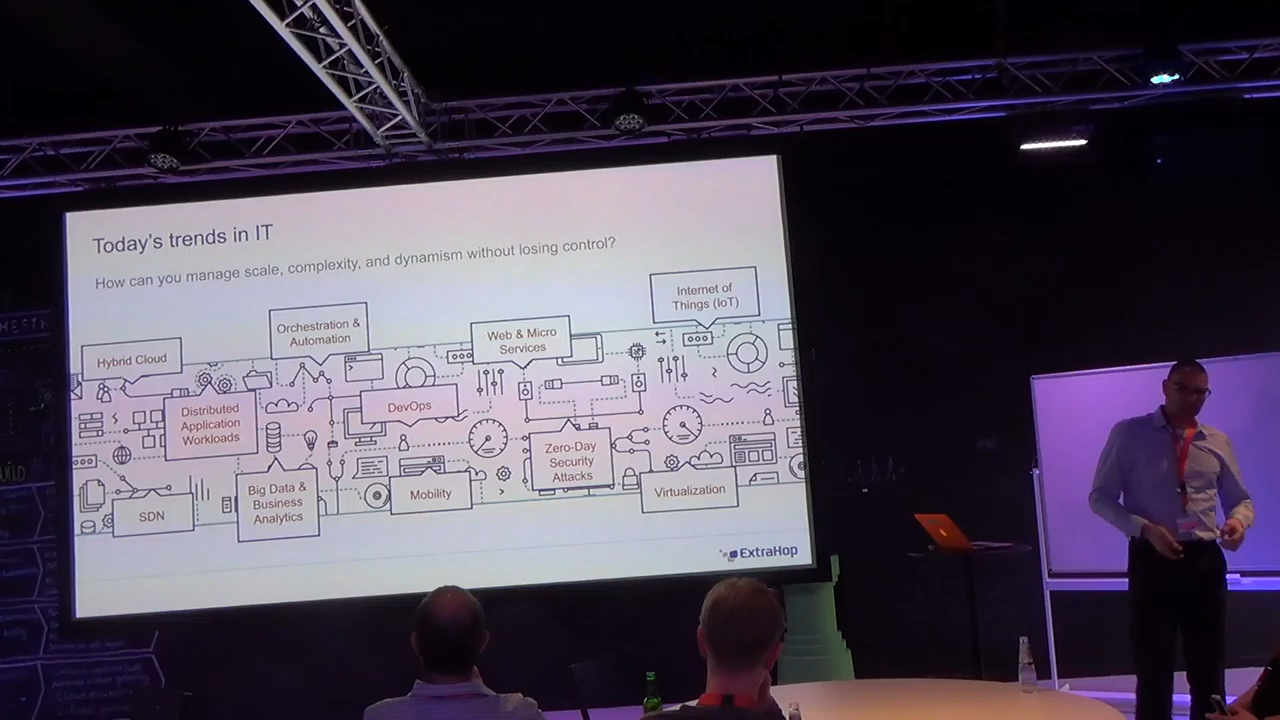 Today's trends in IT
How can you manage scale, complexity, and dynamism without losing control?
Internet of
Things (IoT)
Orchestration &
Automation
Web & Micro
Services
Hybrid Cloud
Distributed
Application
Workloads
DevOps
Zero-Day
Security
Attacks
Big Data &
Business
Analytics
Mobility
Virtualization
SDN
ExtraHop